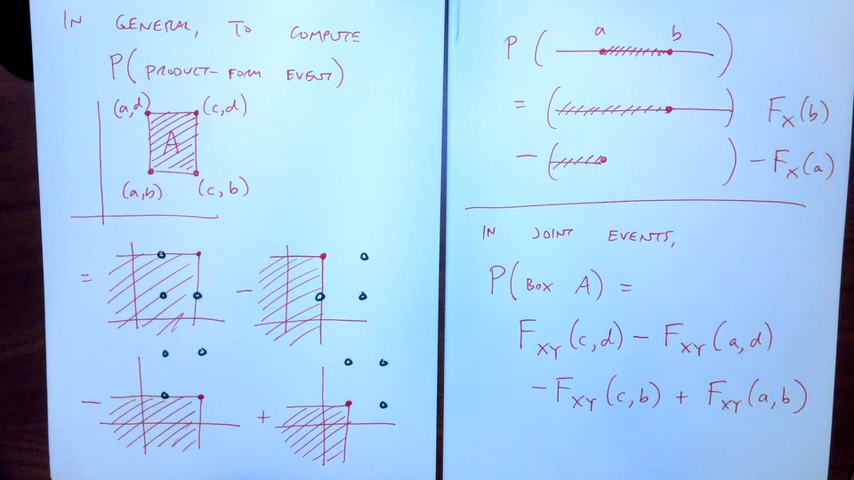 IN GENERAL, TO COMPUTE
P(PRODUCT-FORM EVENT)
(a,d) (c,d)
A
(a,b) (c,b)
=
-
-
+
P( a b )
= ( ) F_X(b)
- ( ) - F_X(a)
IN JOINT EVENTS,
P(BOX A) =
F_XY(c,d) - F_XY(a,d)
-F_XY(c,b) + F_XY(a,b)